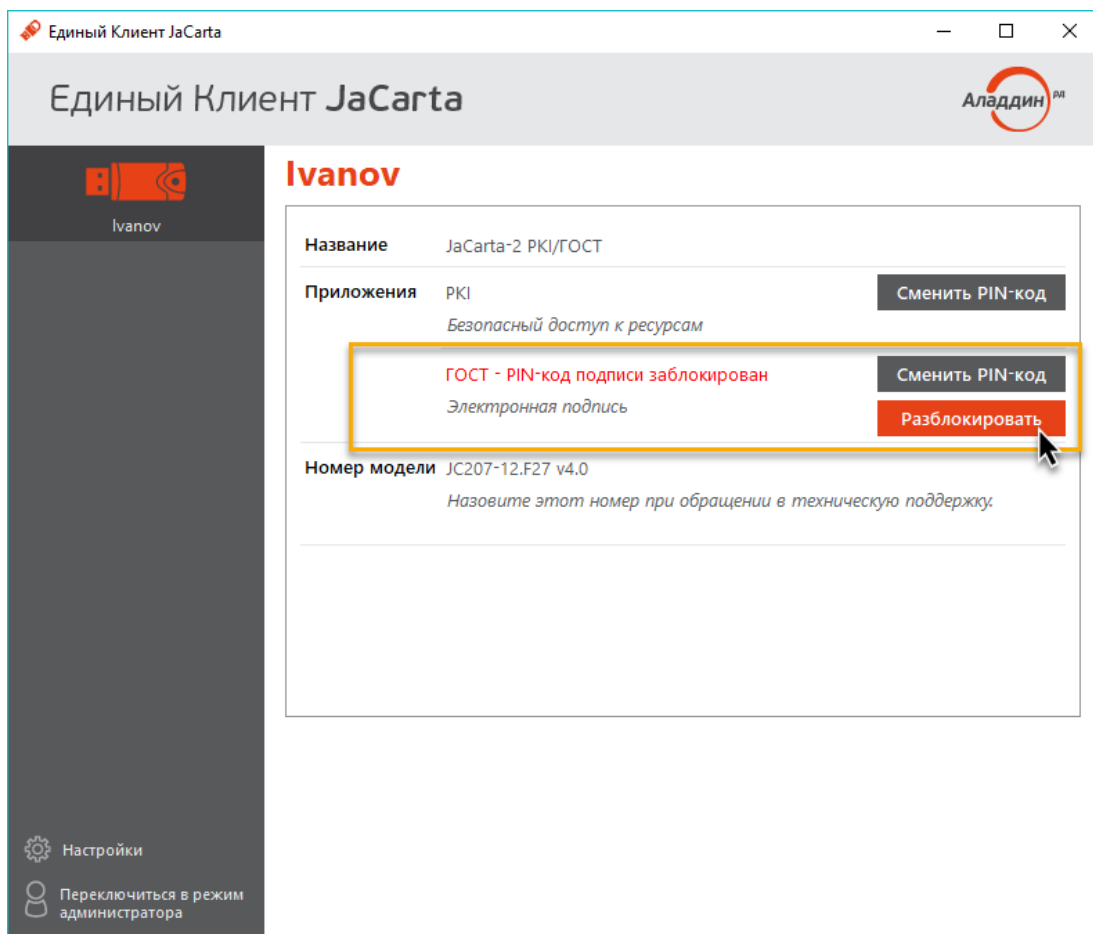 Единый Клиент JaCarta
Единый Клиент JaCarta
Аладдин РД
Ivanov
Ivanov
Название JaCarta-2 PKI/ГОСТ
Приложения PKI Сменить PIN-код
Безопасный доступ к ресурсам
ГОСТ - PIN-код подписи заблокирован Сменить PIN-код
Электронная подпись Разблокировать
Номер модели JC207-12.F27 v4.0
Назовите этот номер при обращении в техническую поддержку.
Настройки
Переключиться в режим
администратора